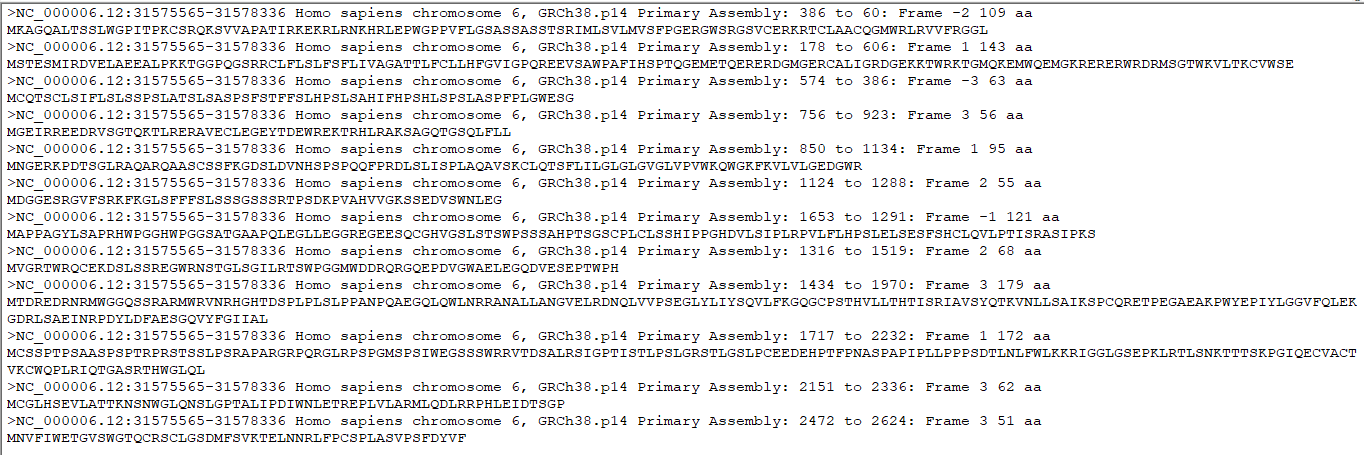 >NC_000006.12:31575565-31578336 Homo sapiens chromosome 6, GRCh38.p14 Primary Assembly: 386 to 60: Frame -2 109 aa
MKAGQALTSSLWGPITPKCSRQKSVVAPATIRKEKRLRNKHRLEPWGPPVFLGSASSASSTSRIMLSVLMVSFPGERGWSRGSVCERKRTCLAACQGMWRLRVVFRGGL
>NC_000006.12:31575565-31578336 Homo sapiens chromosome 6, GRCh38.p14 Primary Assembly: 178 to 606: Frame 1 143 aa
MSTESMIRDVELAEEALPKKTGGPQGSRRCLFLSLFSFLIVAGATTLFCLLHFGVIGPQREEVSAWPAFIHSPTQGEMETQERERDGMGERCALIGRDGEKKTWRKTGMQKEMWQEMGKRERERWRDRMSGTWKVLTKCVWSE
>NC_000006.12:31575565-31578336 Homo sapiens chromosome 6, GRCh38.p14 Primary Assembly: 574 to 386: Frame -3 63 aa
MCQTSCLSIFLSLSSPSLATSLSASPSFSTFFSLHPSLSAHIFHPSHLSPSLASPFPLGWESG
>NC_000006.12:31575565-31578336 Homo sapiens chromosome 6, GRCh38.p14 Primary Assembly: 756 to 923: Frame 3 56 aa
MGEIRREEDRVSGTQKTLRERAVECLEGEYTDEWREKTRHLRAKSAGQTGSQLFLL
>NC_000006.12:31575565-31578336 Homo sapiens chromosome 6, GRCh38.p14 Primary Assembly: 850 to 1134: Frame 1 95 aa
MNGERKPDTSGLRAQARQAASCSSFKGDSLDVNHSPSPQQFPRDLSLISPLAQAVSKCLQTSFLILGLGLGVGLVPVWKQWGKFKVLVLGEDGWR
>NC_000006.12:31575565-31578336 Homo sapiens chromosome 6, GRCh38.p14 Primary Assembly: 1124 to 1288: Frame 2 55 aa
MDGGESRGVFSRKFKGLSFFFSLSSSGSSSRTPSDKPVAHVVGKSSEDVSWNLEG
>NC_000006.12:31575565-31578336 Homo sapiens chromosome 6, GRCh38.p14 Primary Assembly: 1653 to 1291: Frame -1 121 aa
MAPPAGYLSAPRHWPGGHWPGGSATGAAPQLEGLLEGGREGEESQCGHVGSLSTSWPSSSAHPTSGSCPLCLSSHIPPGHDVLSIPLRPVLFLHPSLELSESFSHCLQVLPTISRASIPKS
>NC_000006.12:31575565-31578336 Homo sapiens chromosome 6, GRCh38.p14 Primary Assembly: 1316 to 1519: Frame 2 68 aa
MVGRTWRQCEKDSLSSREGWRNSTGLSGILRTSWPGGMWDDRQRGQEPDVGWAELEGQDVESEPTWPH
>NC_000006.12:31575565-31578336 Homo sapiens chromosome 6, GRCh38.p14 Primary Assembly: 1434 to 1970: Frame 3 179 aa
MTDREDRNRMWGGQSSRARMWRVNRHGHTDSPLPLSLPPANPQAEGQLQWLNRRANALLANGVELRDNQLVVPSEGLYLIYSQVLFKGQGCPSTHVLLTHTISRIAVSYQTKVNLLSAIKSPCQRETPEGAEAKPWYEPIYLGGVFQLEK
GDRLSAEINRPDYLDFAESGQVYFGIIAL
>NC_000006.12:31575565-31578336 Homo sapiens chromosome 6, GRCh38.p14 Primary Assembly: 1717 to 2232: Frame 1 172 aa
MCSSPTPSAASPSPTRPRSTSSLPSRAPARGRPQRGLRPSPGMSPSIWEGSSSWRRVTDSALRSIGPTISTLPSLGRSTLGSLPCEEDEHPTFPNASPAPIPLLPPPSDTLNLFWLKKRIGGLGSEPKLRTLSNKTTTSKPGIQECVACT
VKCWQPLRIQTGASRTHWGLQL
>NC_000006.12:31575565-31578336 Homo sapiens chromosome 6, GRCh38.p14 Primary Assembly: 2151 to 2336: Frame 3 62 aa
MCGLHSEVLATTKNSNWGLQNSLGPTALIPDIWNLETREPLVLARMLQDLRRPHLEIDTSGP
>NC_000006.12:31575565-31578336 Homo sapiens chromosome 6, GRCh38.p14 Primary Assembly: 2472 to 2624: Frame 3 51 aa
MNVFIWETGVSWGTQCRSCLGSDMFSVKTELNNRLFPCSPLASVPSFDYVF